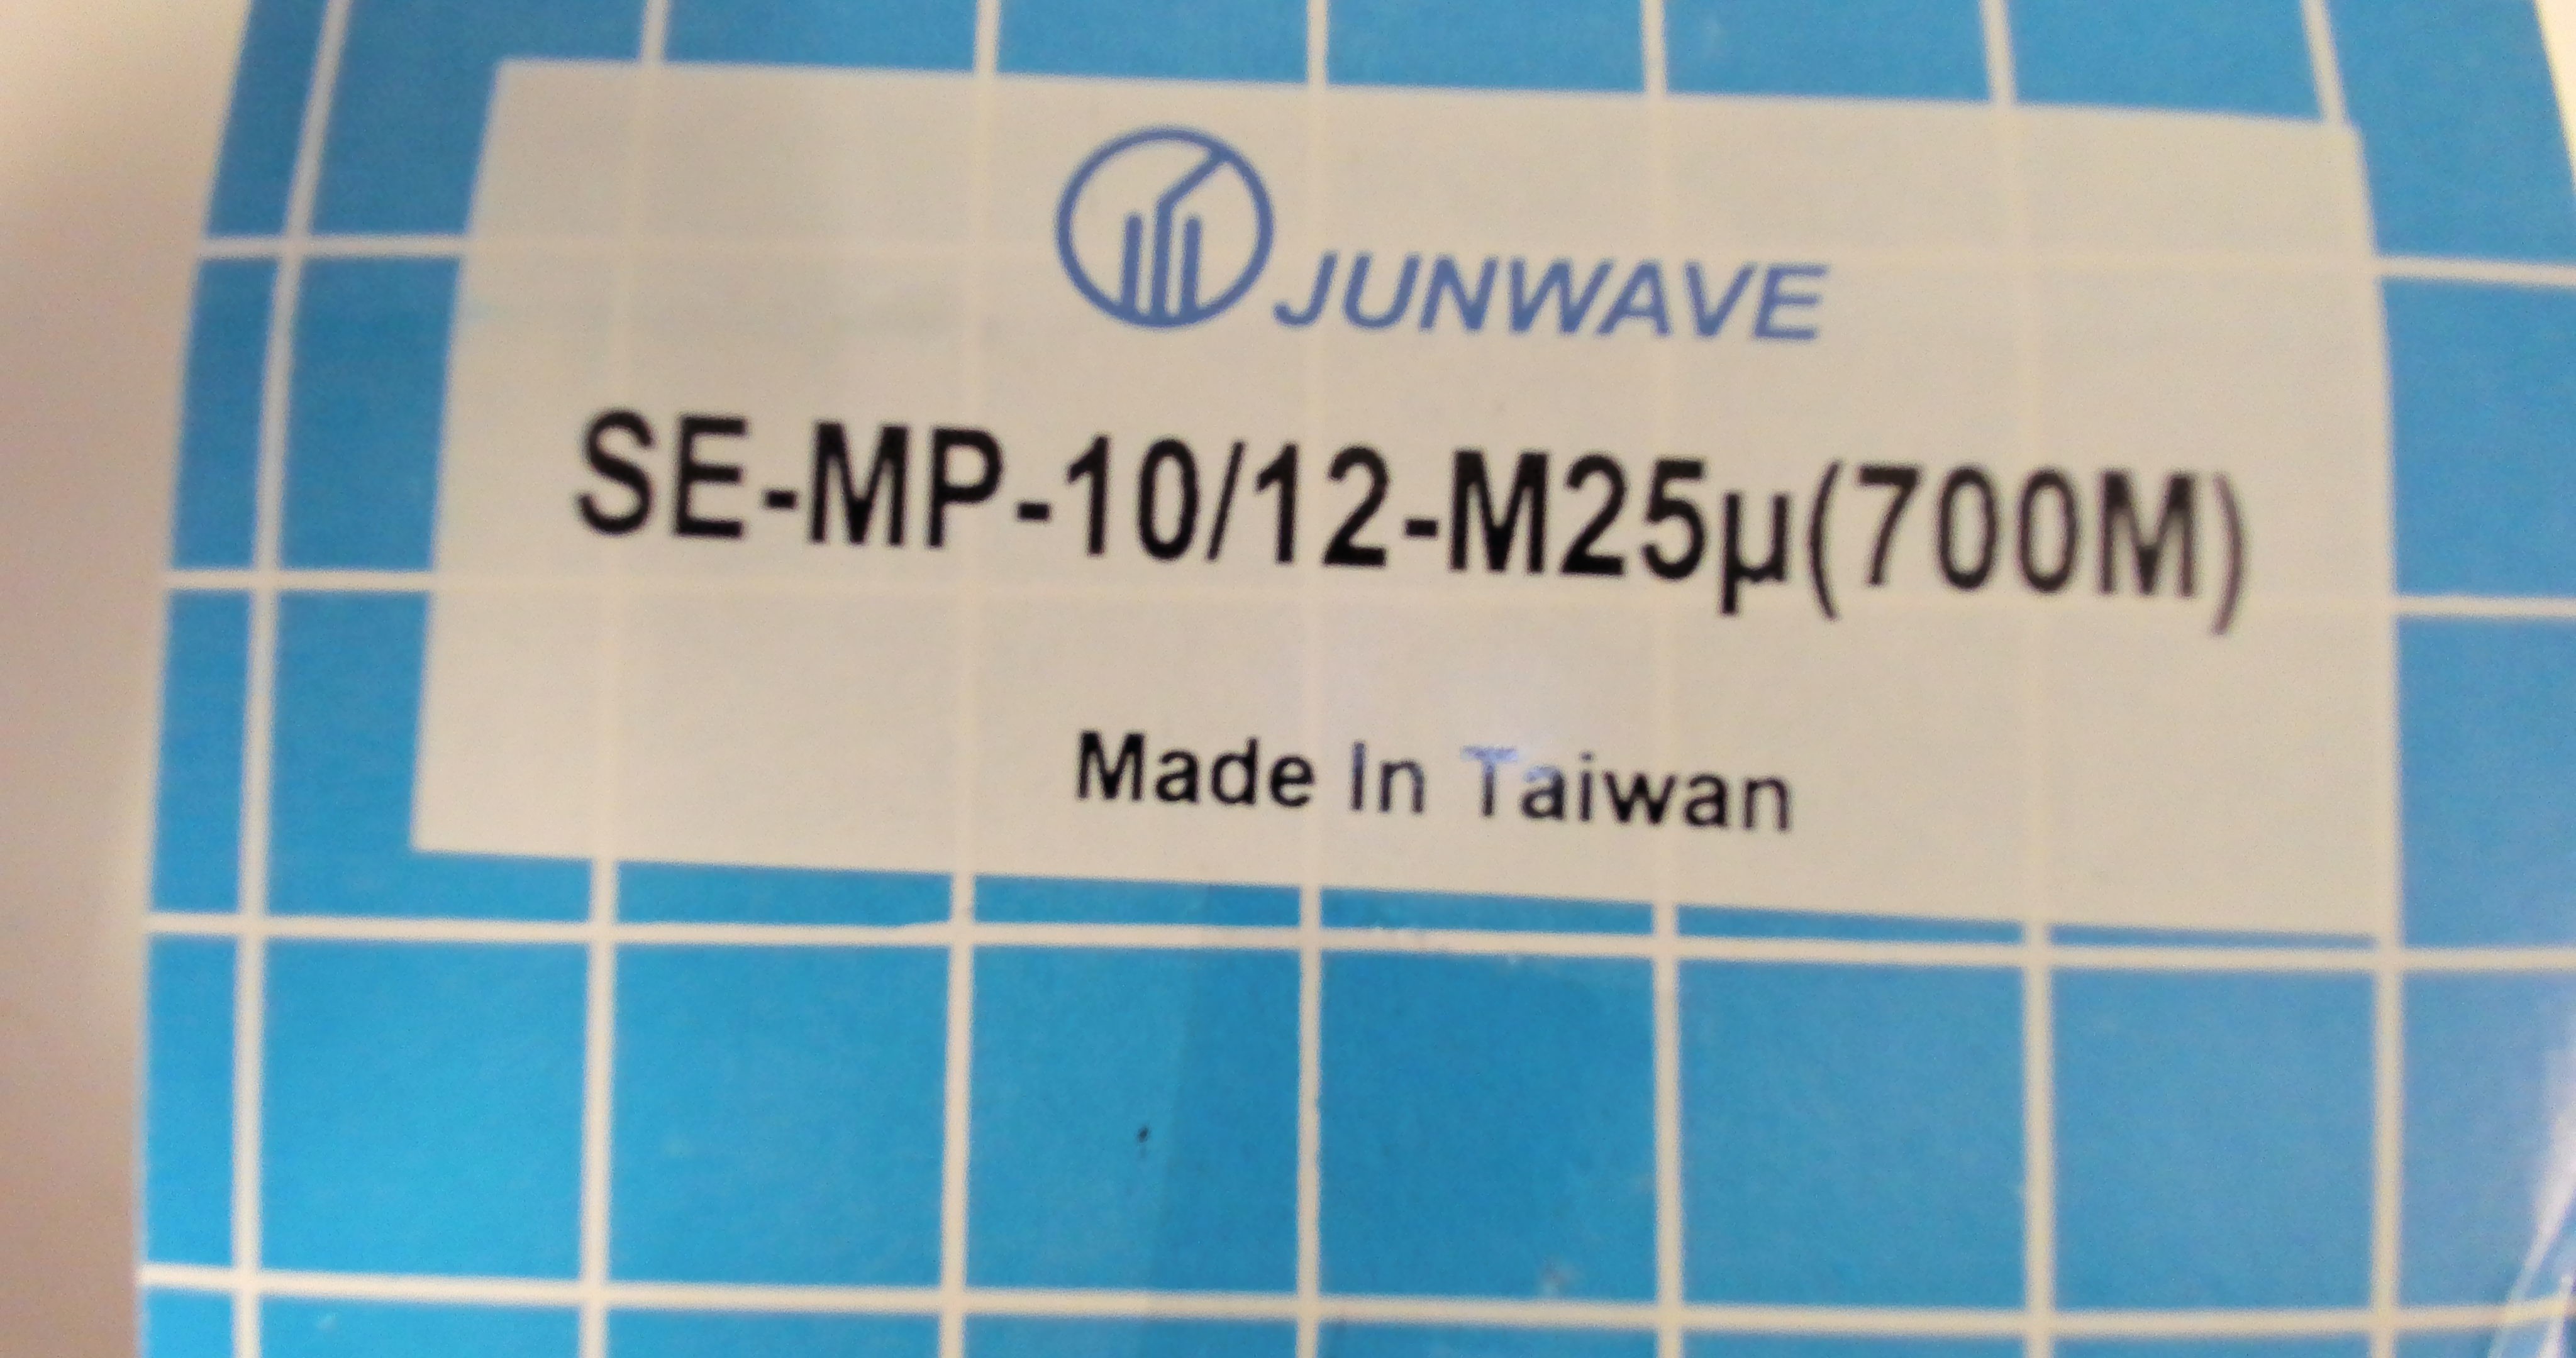 JUNWAVE
SE-MP-10/12-M25µ(700M)
Made In Taiwan